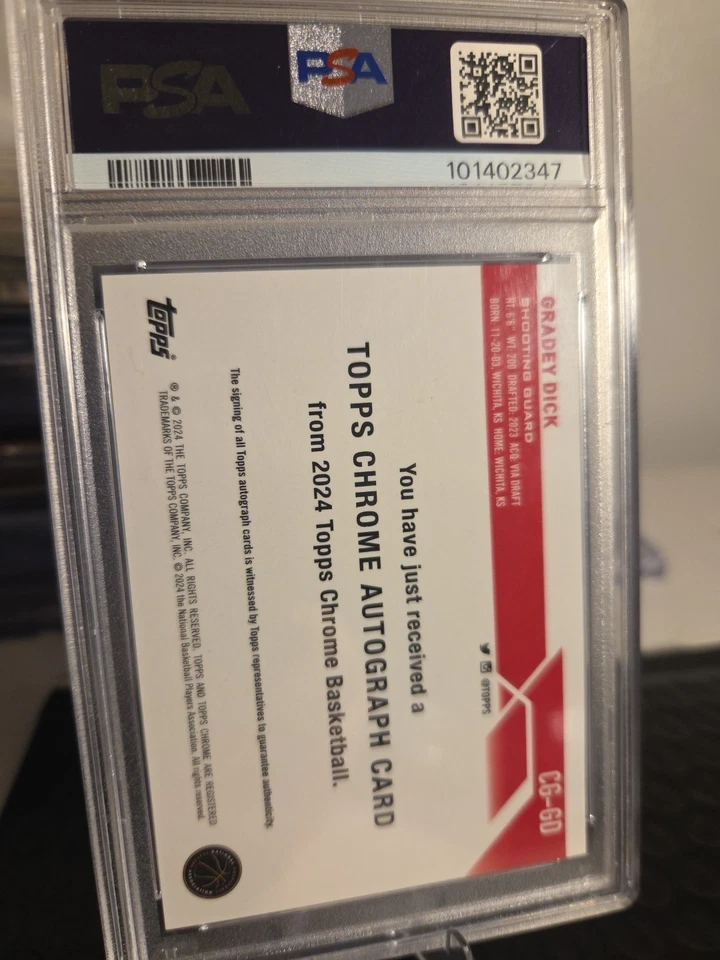 PSA
PSA
101402347
GRADEY DICK
SHOOTING GUARD
HT: 6'6" WT: 200 DRAFTED: 2023 ACQ: VIA DRAFT
BORN: 11-20-03, WICHITA, KS HOME: WICHITA, KS
CG-GD
@TOPPS
You have just received a
TOPPS CHROME AUTOGRAPH CARD
from 2024 Topps Chrome Basketball.
The signing of all Topps autograph cards is witnessed by Topps representatives to guarantee authenticity.
topps
® & © 2024 THE TOPPS COMPANY, INC. ALL RIGHTS RESERVED. TOPPS AND TOPPS CHROME ARE REGISTERED
TRADEMARKS OF THE TOPPS COMPANY, INC. © 2024 the National Basketball Players Association. All rights reserved.